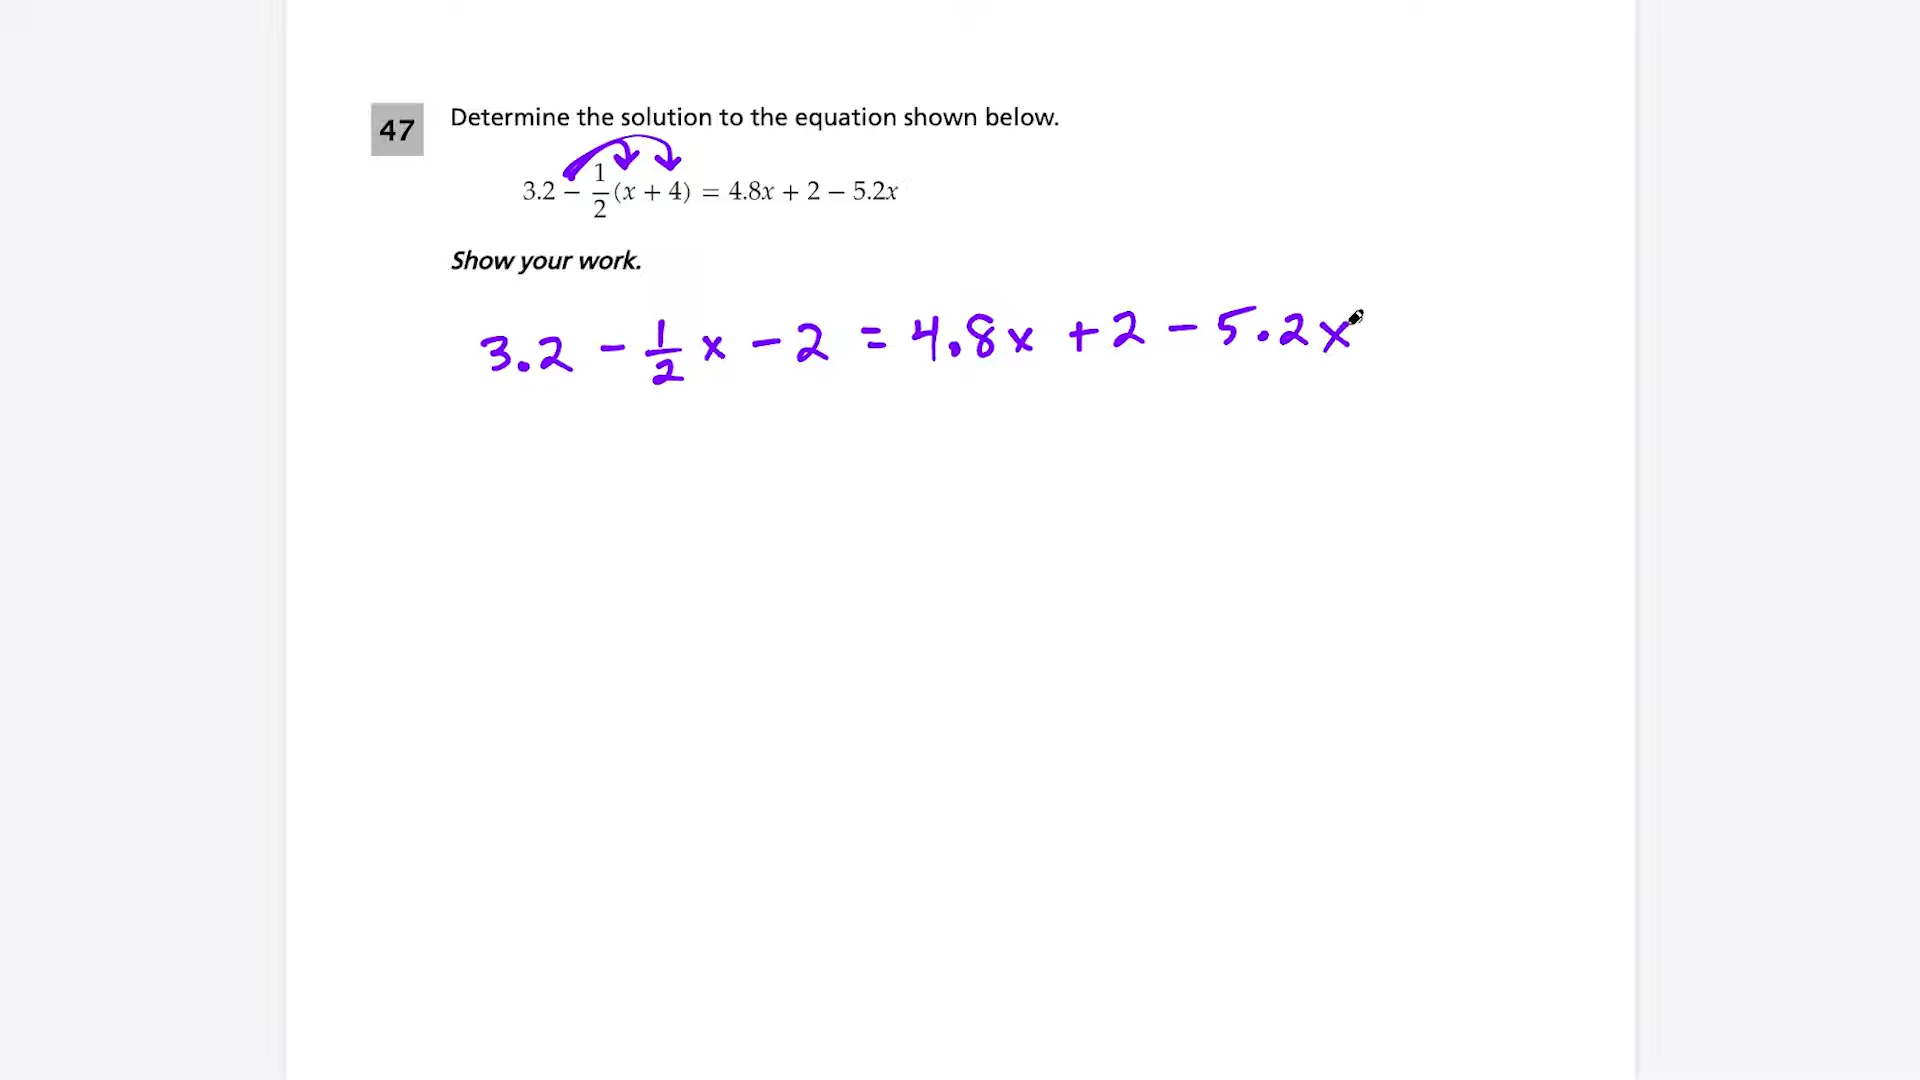 47 Determine the solution to the equation shown below.
3.2 − 1/2(x + 4) = 4.8x + 2 − 5.2x
Show your work.
3.2 - 1/2 x - 2 = 4.8x + 2 - 5.2x